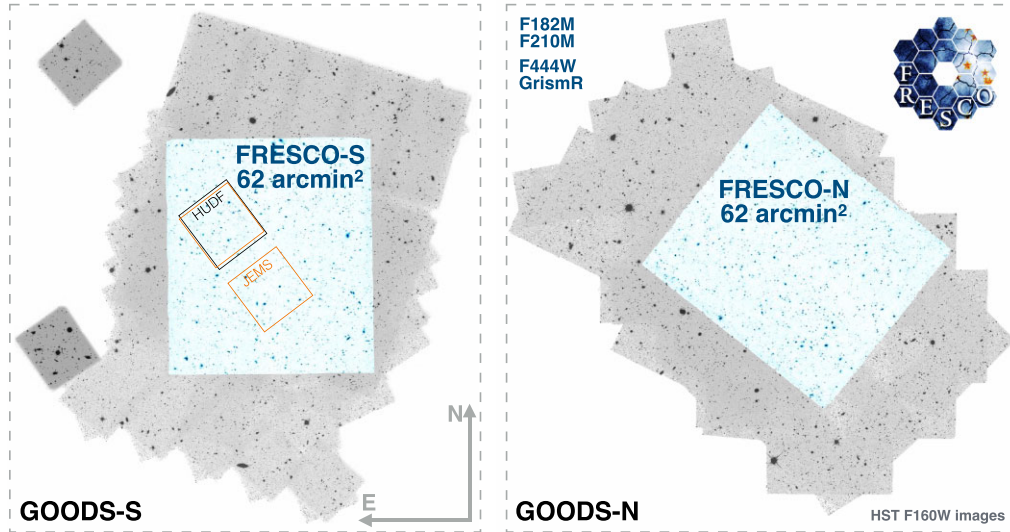 FRESCO-S
62 arcmin²
HUDF
JEMS
N
E
GOODS-S
F182M
F210M
F444W
GrismR
FRESCO
FRESCO-N
62 arcmin²
GOODS-N
HST F160W images